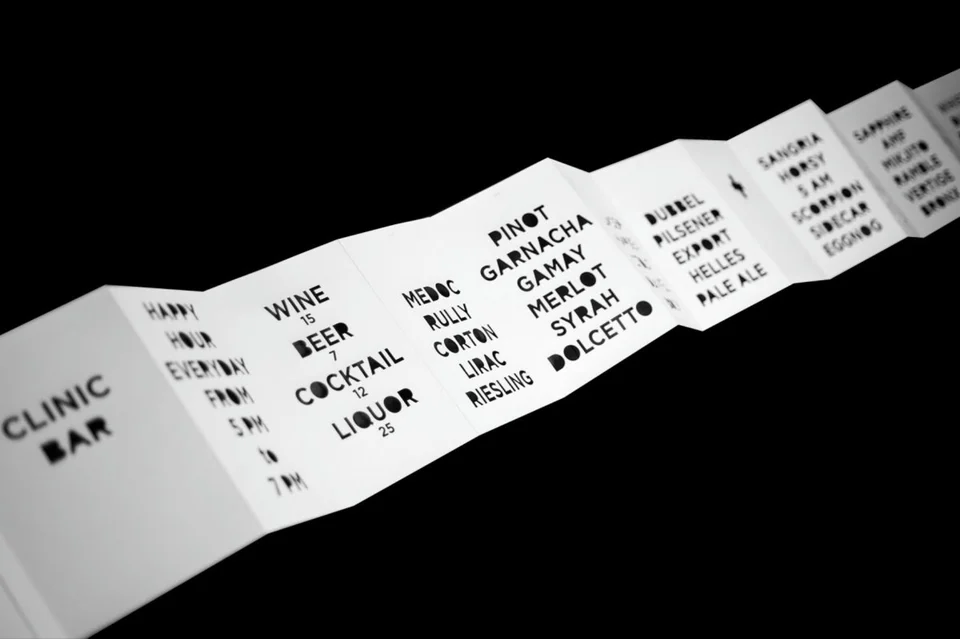 CLINIC
BAR
HAPPY
HOUR
EVERYDAY
FROM
5 PM
to
7 PM
WINE
15
BEER
7
COCKTAIL
12
LIQUOR
25
MEDOC
RULLY
CORTON
LIRAC
RIESLING
PINOT
GARNACHA
GAMAY
MERLOT
SYRAH
DOLCETTO
DUBBEL
PILSENER
EXPORT
HELLES
PALE ALE
SANGRIA
HORSY
5 AM
SCORPION
SIDECAR
EGGNOG
SAPPHIRE
AMF
MIKJITO
RAMBLE
VERTIGE
BRONX